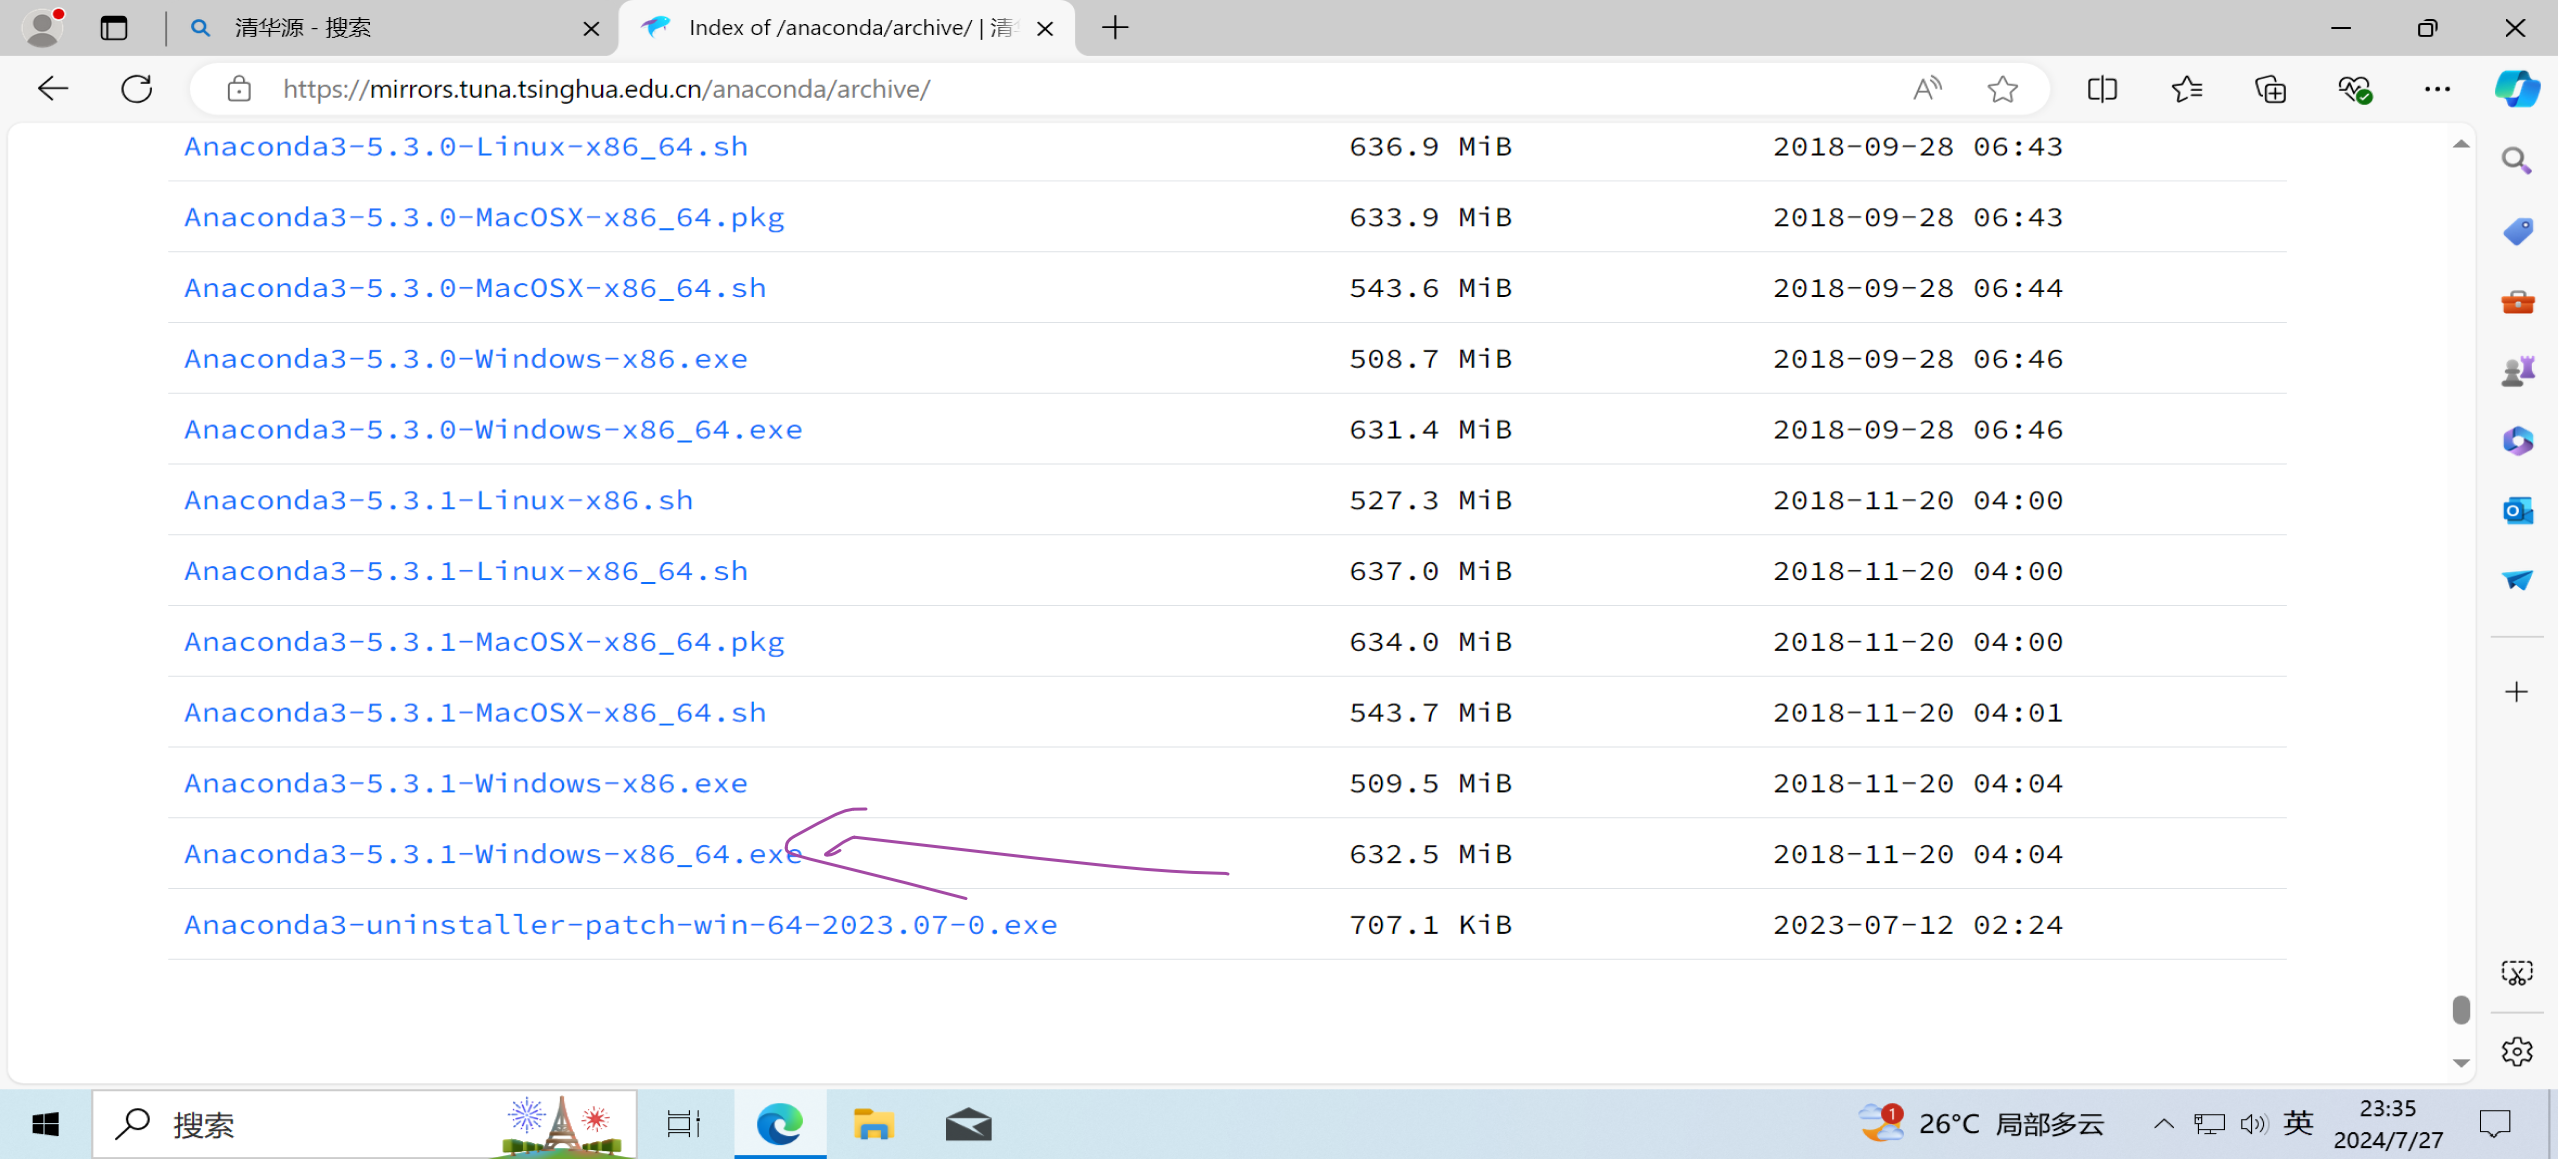 清华源 - 搜索
Index of /anaconda/archive/ | 清
https://mirrors.tuna.tsinghua.edu.cn/anaconda/archive/
Anaconda3-5.3.0-Linux-x86_64.sh 636.9 MiB 2018-09-28 06:43
Anaconda3-5.3.0-MacOSX-x86_64.pkg 633.9 MiB 2018-09-28 06:43
Anaconda3-5.3.0-MacOSX-x86_64.sh 543.6 MiB 2018-09-28 06:44
Anaconda3-5.3.0-Windows-x86.exe 508.7 MiB 2018-09-28 06:46
Anaconda3-5.3.0-Windows-x86_64.exe 631.4 MiB 2018-09-28 06:46
Anaconda3-5.3.1-Linux-x86.sh 527.3 MiB 2018-11-20 04:00
Anaconda3-5.3.1-Linux-x86_64.sh 637.0 MiB 2018-11-20 04:00
Anaconda3-5.3.1-MacOSX-x86_64.pkg 634.0 MiB 2018-11-20 04:00
Anaconda3-5.3.1-MacOSX-x86_64.sh 543.7 MiB 2018-11-20 04:01
Anaconda3-5.3.1-Windows-x86.exe 509.5 MiB 2018-11-20 04:04
Anaconda3-5.3.1-Windows-x86_64.exe 632.5 MiB 2018-11-20 04:04
Anaconda3-uninstaller-patch-win-64-2023.07-0.exe 707.1 KiB 2023-07-12 02:24
搜索
1
26°C 局部多云
英
23:35
2024/7/27